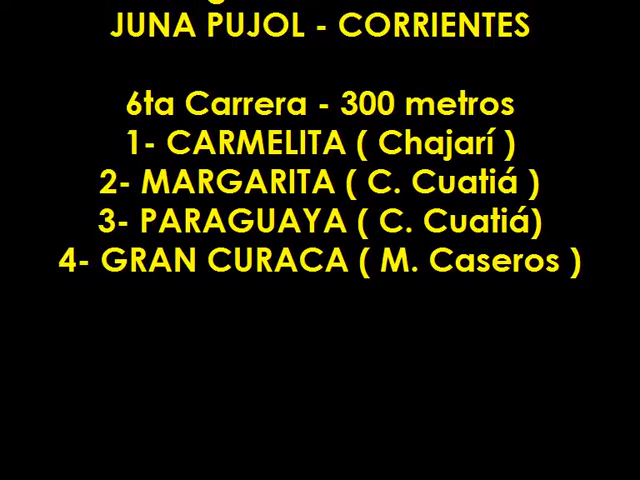 JUNA PUJOL - CORRIENTES
6ta Carrera - 300 metros
1- CARMELITA ( Chajarí )
2- MARGARITA ( C. Cuatiá )
3- PARAGUAYA ( C. Cuatiá)
4- GRAN CURACA ( M. Caseros )